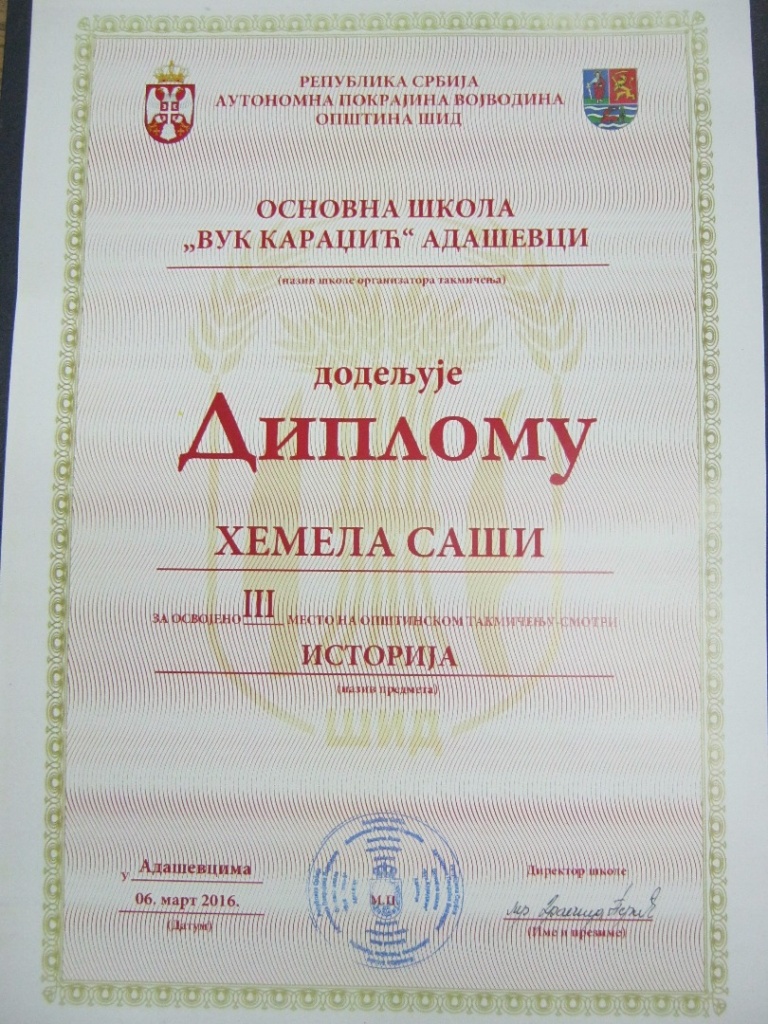 РЕПУБЛИКА СРБИЈА
АУТОНОМНА ПОКРАЈИНА ВОЈВОДИНА
ОПШТИНА ШИД
ОСНОВНА ШКОЛА
„ВУК КАРАЏИЋ“ АДАШЕВЦИ
(назив школе организатора такмичења)
додељује
Диплому
ХЕМЕЛА САШИ
ЗА ОСВОЈЕНО III МЕСТО НА ОПШТИНСКОМ ТАКМИЧЕЊУ-СМОТРИ
ИСТОРИЈА
(назив предмета)
ШИД
у Адашевцима
06. март 2016.
(Датум)
М.П.
Директор школе
(Име и презиме)